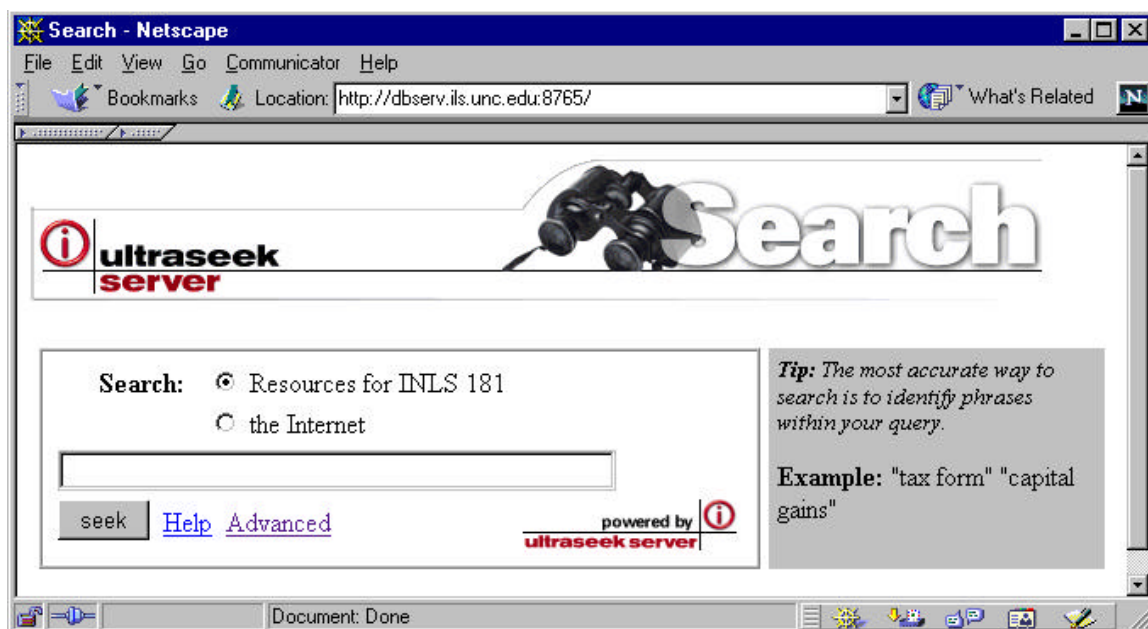 Search - Netscape
File Edit View Go Communicator Help
Bookmarks Location: http://dbserv.ils.unc.edu:8765/ What's Related N
Search
i ultraseek
server
Search: Resources for INLS 181
the Internet
seek Help Advanced
powered by i
ultraseek server
Tip: The most accurate way to
search is to identify phrases
within your query.
Example: "tax form" "capital
gains"
Document: Done